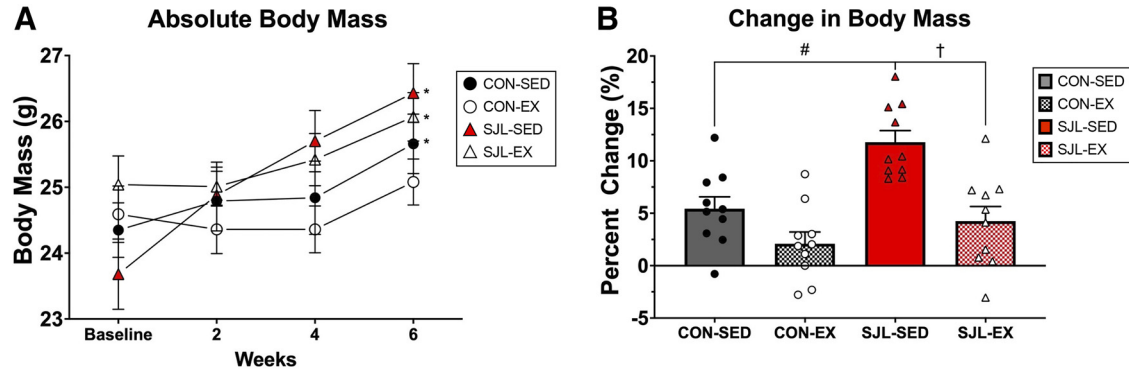 A
Absolute Body Mass
Body Mass (g)
27
26
25
24
23
Baseline
2
4
6
Weeks
*
*
*
CON-SED
CON-EX
SJL-SED
SJL-EX
B
Change in Body Mass
Percent Change (%)
20
15
10
5
0
-5
#
†
CON-SED
CON-EX
SJL-SED
SJL-EX
CON-SED
CON-EX
SJL-SED
SJL-EX